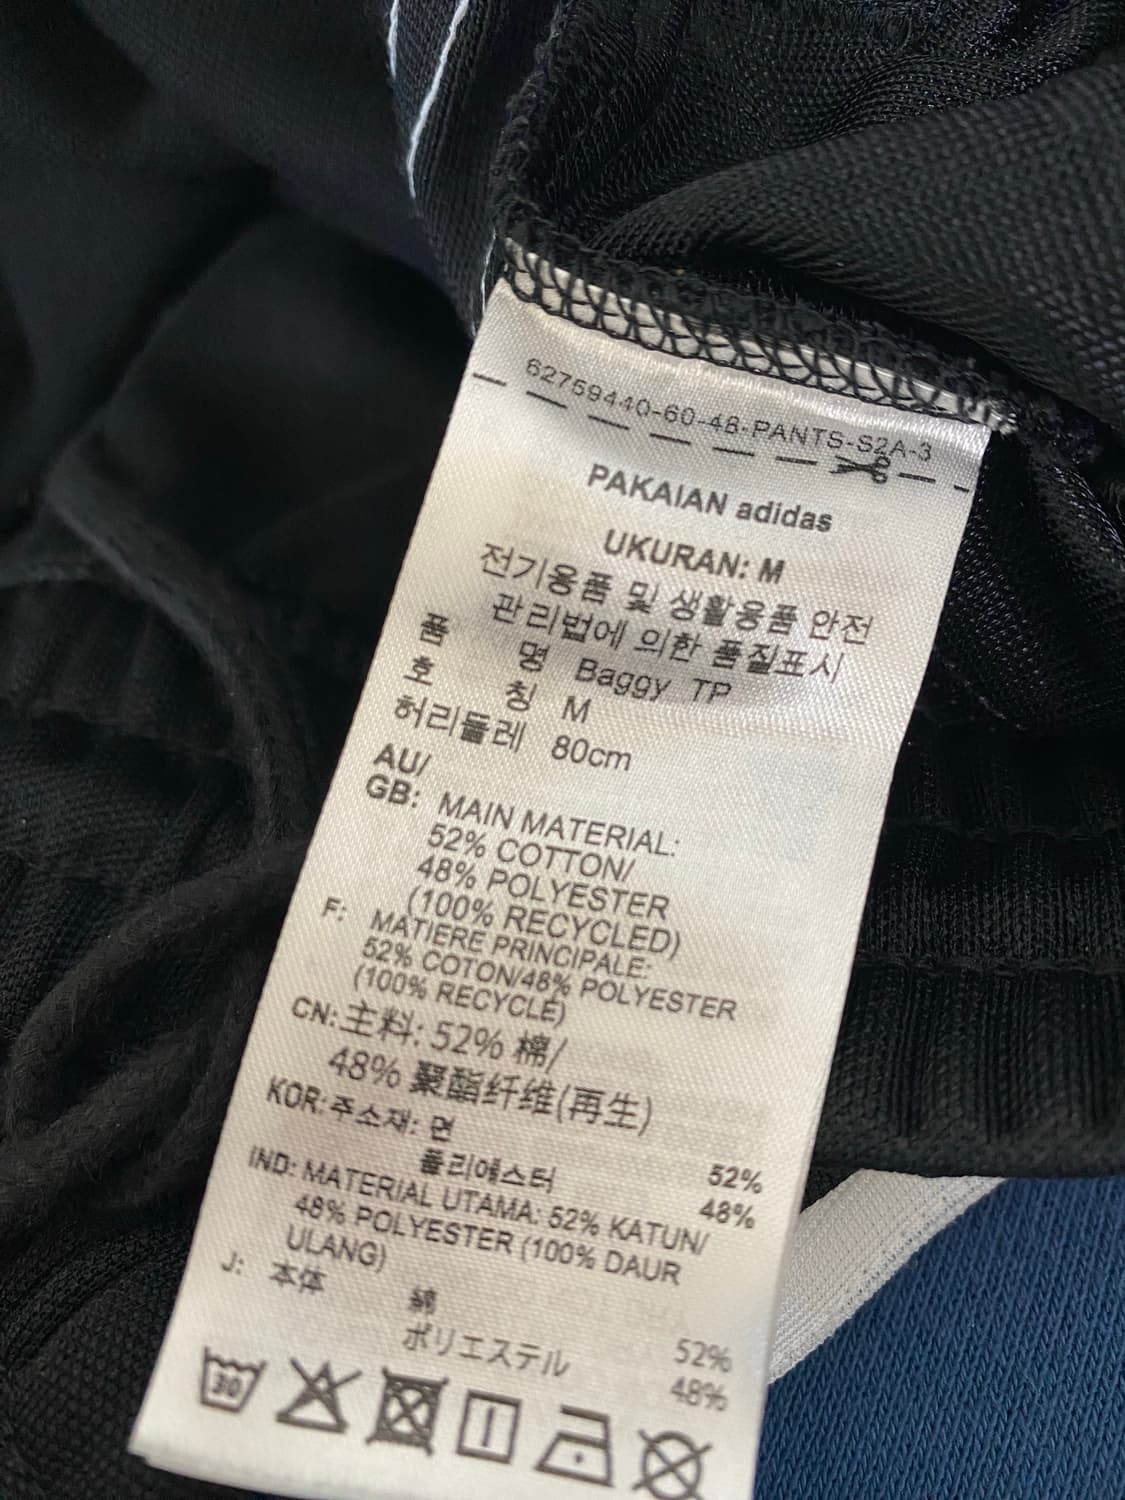 62759440-60-48-PANTS-S2A-3
PAKAIAN adidas
UKURAN: M
전기용품 및 생활용품 안전
관리법에 의한 품질표시
품 명 Baggy TP
호 칭 M
허리둘레 80cm
AU/
GB: MAIN MATERIAL:
52% COTTON/
48% POLYESTER
(100% RECYCLED)
F: MATIERE PRINCIPALE:
52% COTON/48% POLYESTER
(100% RECYCLÉ)
CN:主料: 52% 棉/
48% 聚酯纤维(再生)
KOR: 주소재: 면 52%
폴리에스터 48%
IND: MATERIAL UTAMA: 52% KATUN/
48% POLYESTER (100% DAUR
ULANG)
J: 本体 綿 52%
ポリエステル 48%
30